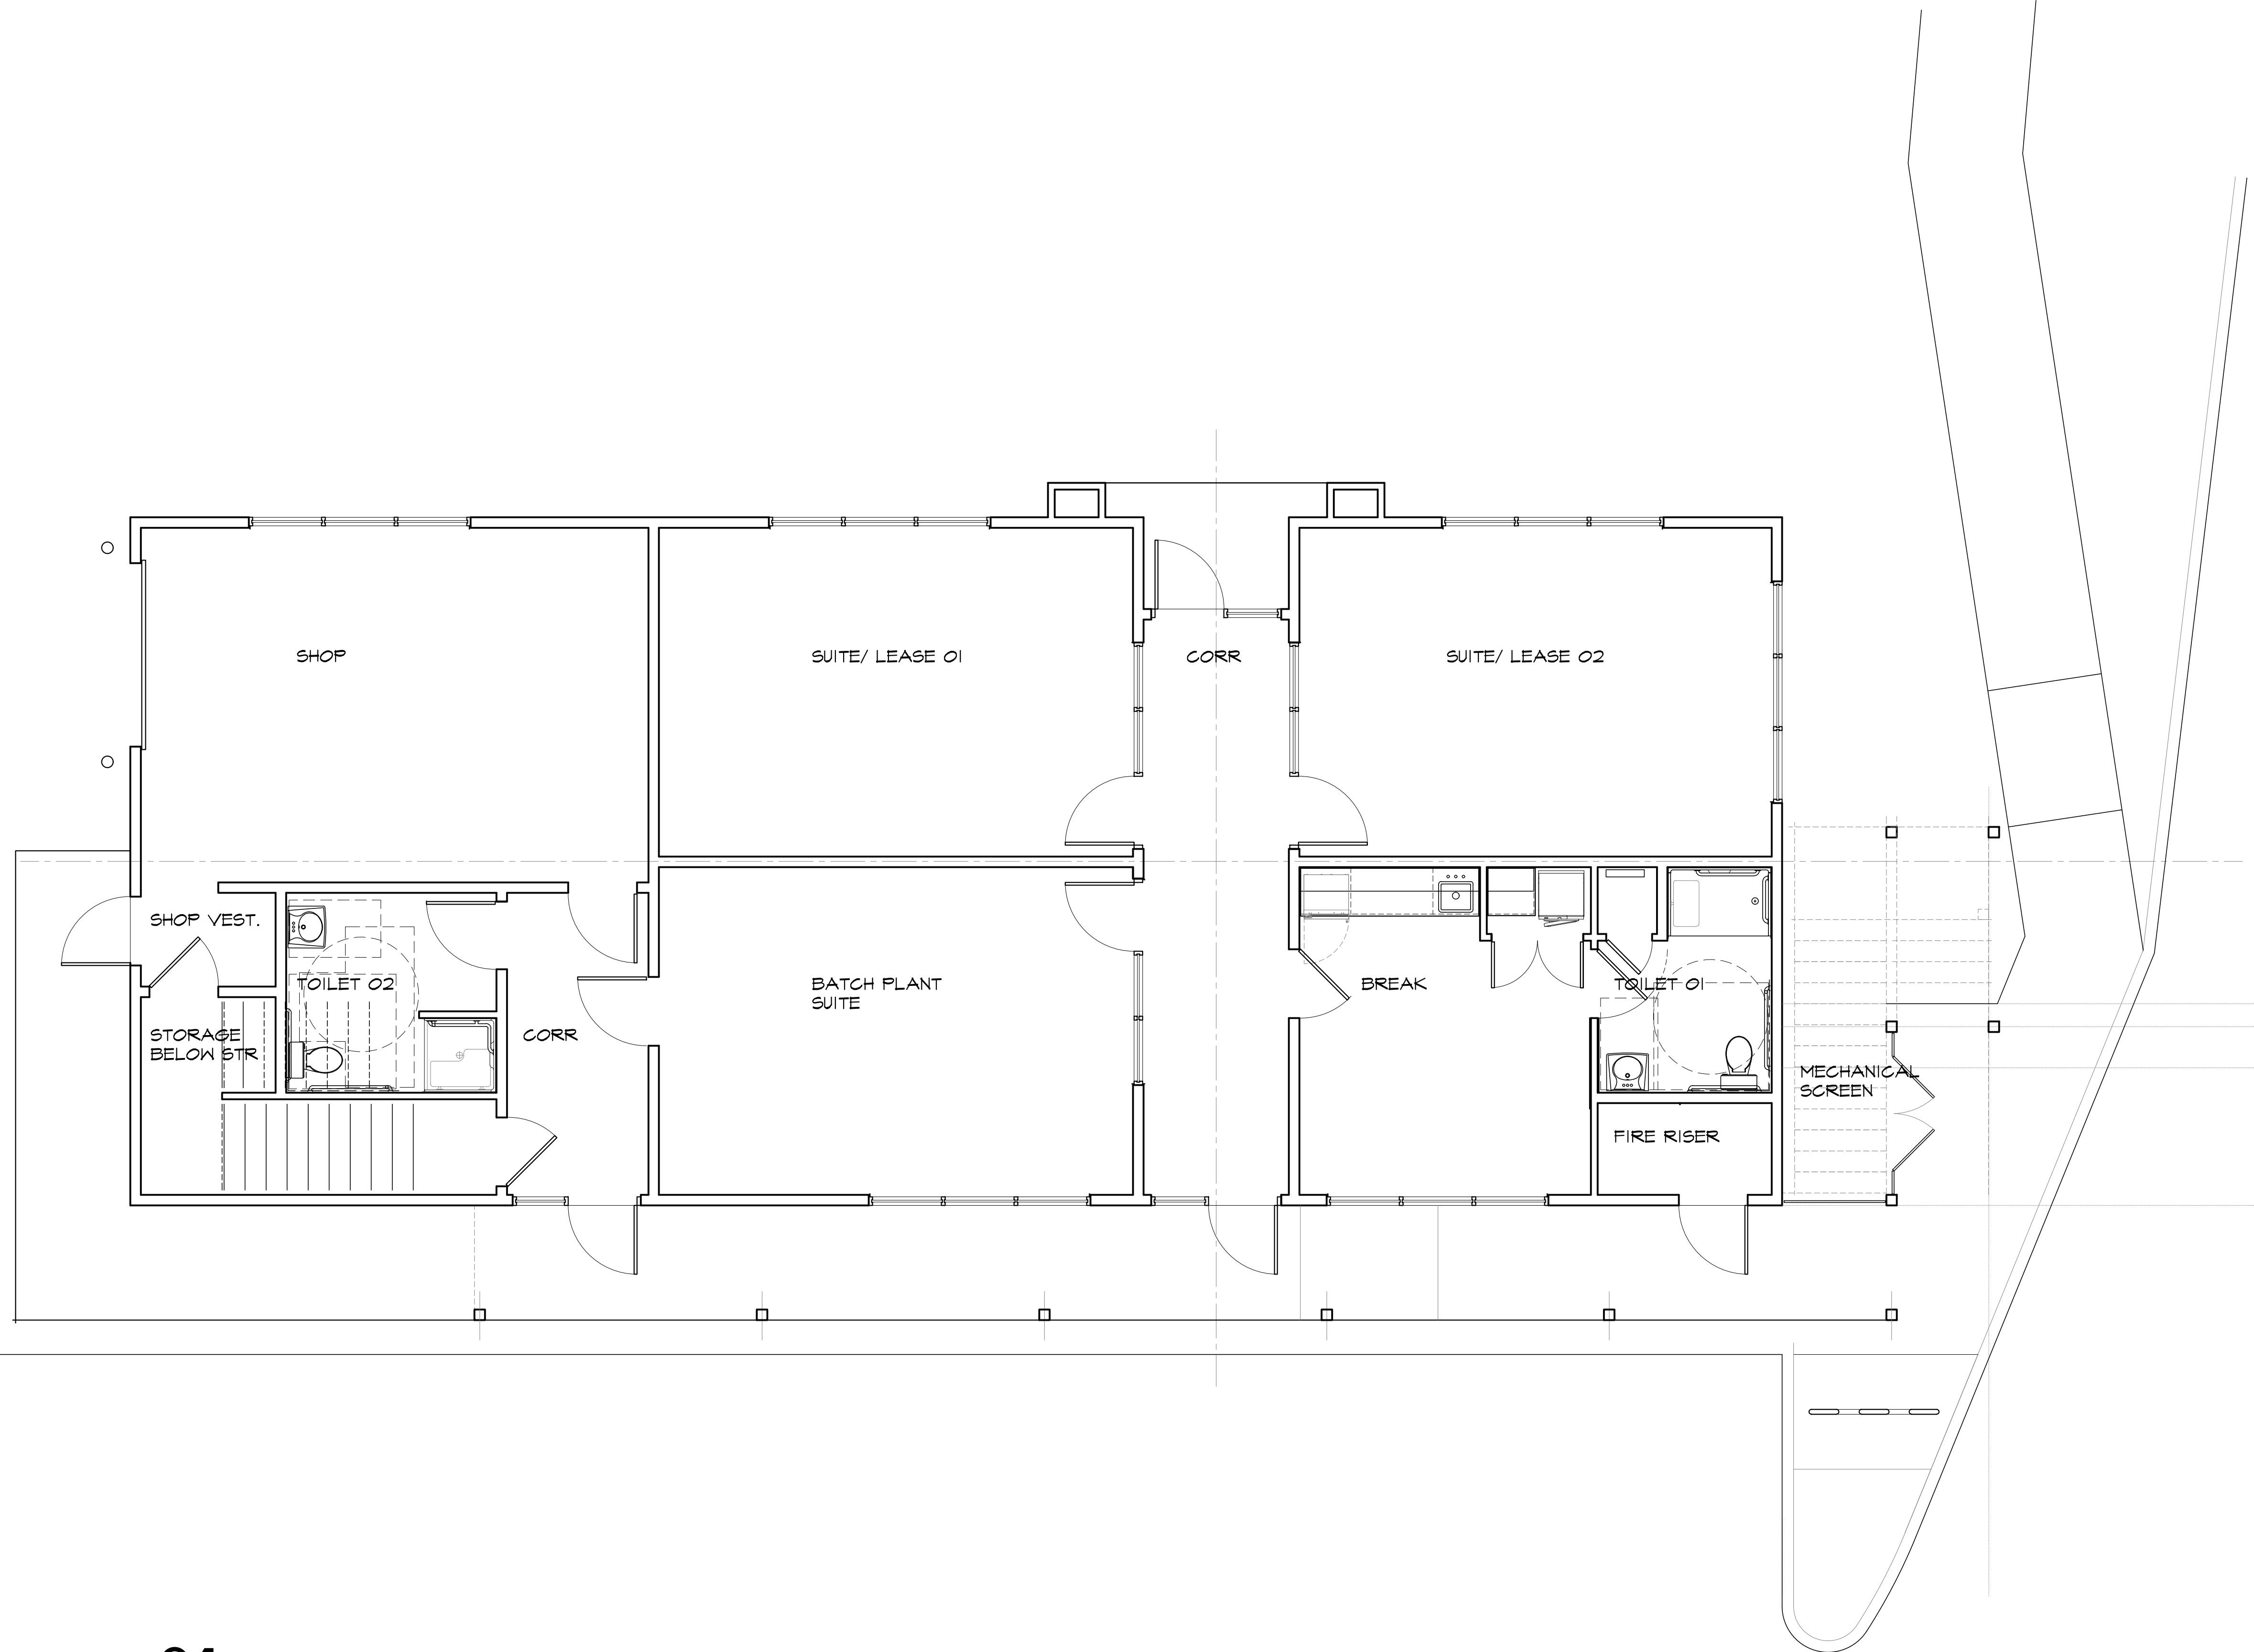 SHOP
SUITE/ LEASE 01
CORR
SUITE/ LEASE 02
SHOP VEST.
TOILET 02
BATCH PLANT
SUITE
BREAK
TOILET 01
STORAGE
BELOW STR
CORR
MECHANICAL
SCREEN
FIRE RISER